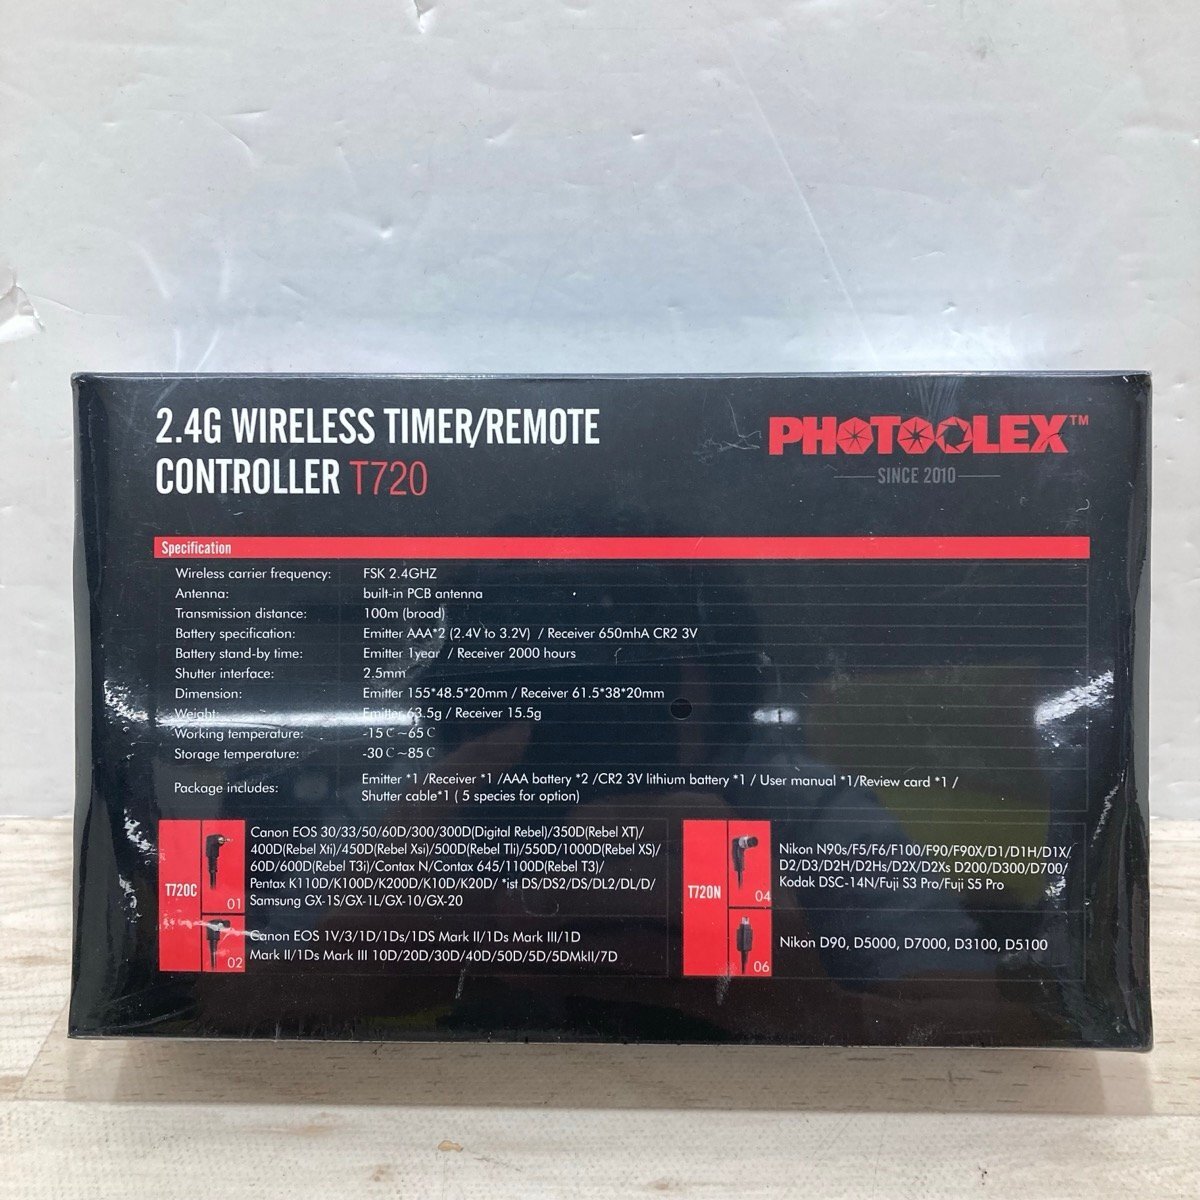 2.4G WIRELESS TIMER/REMOTE
CONTROLLER T720
PHOTOOLEX™
SINCE 2010
Specification
Wireless carrier frequency: FSK 2.4GHZ
Antenna: built-in PCB antenna
Transmission distance: 100m (broad)
Battery specification: Emitter AAA*2 (2.4V to 3.2V) / Receiver 650mhA CR2 3V
Battery stand-by time: Emitter 1year / Receiver 2000 hours
Shutter interface: 2.5mm
Dimension: Emitter 155*48.5*20mm / Receiver 61.5*38*20mm
Weight: Emitter 63.5g / Receiver 15.5g
Working temperature: -15℃~65℃
Storage temperature: -30℃~85℃
Package includes: Emitter *1 /Receiver *1 /AAA battery *2 /CR2 3V lithium battery *1 / User manual *1/Review card *1 /
Shutter cable*1 ( 5 species for option)
T720C
01
Canon EOS 30/33/50/60D/300/300D(Digital Rebel)/350D(Rebel XT)/
400D(Rebel Xti)/450D(Rebel Xsi)/500D(Rebel Tli)/550D/1000D(Rebel XS)/
60D/600D(Rebel T3i)/Contax N/Contax 645/1100D(Rebel T3)/
Pentax K110D/K100D/K200D/K10D/K20D/ *ist DS/DS2/DS/DL2/DL/D/
Samsung GX-1S/GX-1L/GX-10/GX-20
02
Canon EOS 1V/3/1D/1Ds/1DS Mark II/1Ds Mark III/1D
Mark II/1Ds Mark III 10D/20D/30D/40D/50D/5D/5DMkII/7D
T720N
04
Nikon N90s/F5/F6/F100/F90/F90X/D1/D1H/D1X/
D2/D3/D2H/D2Hs/D2X/D2Xs D200/D300/D700/
Kodak DSC-14N/Fuji S3 Pro/Fuji S5 Pro
06
Nikon D90, D5000, D7000, D3100, D5100